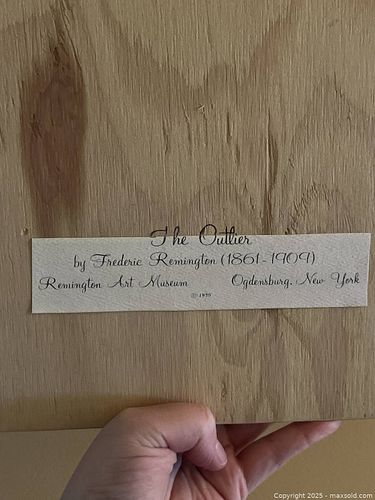 The Outlier
by Frederic Remington (1861-1909)
Remington Art Museum Ogdensburg, New York
Copyright 2025 - maxsold.com